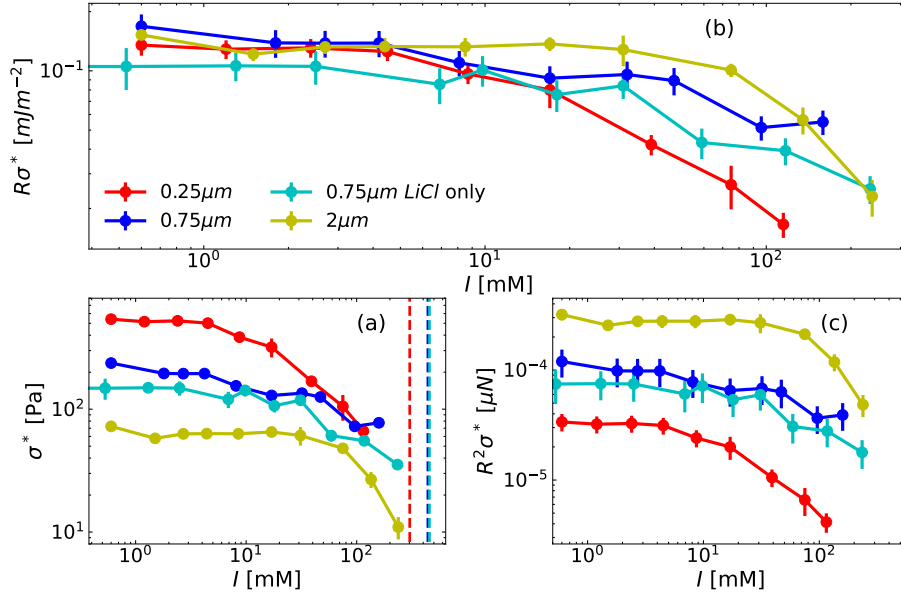 (b)
Rσ* [mJm⁻²]
10⁻¹
0.25μm
0.75μm
0.75μm LiCl only
2μm
10⁰ 10¹ 10²
I [mM]
(a)
σ* [Pa]
10²
10¹
10⁰ 10¹ 10²
I [mM]
(c)
R²σ* [μN]
10⁻⁴
10⁻⁵
10⁰ 10¹ 10²
I [mM]